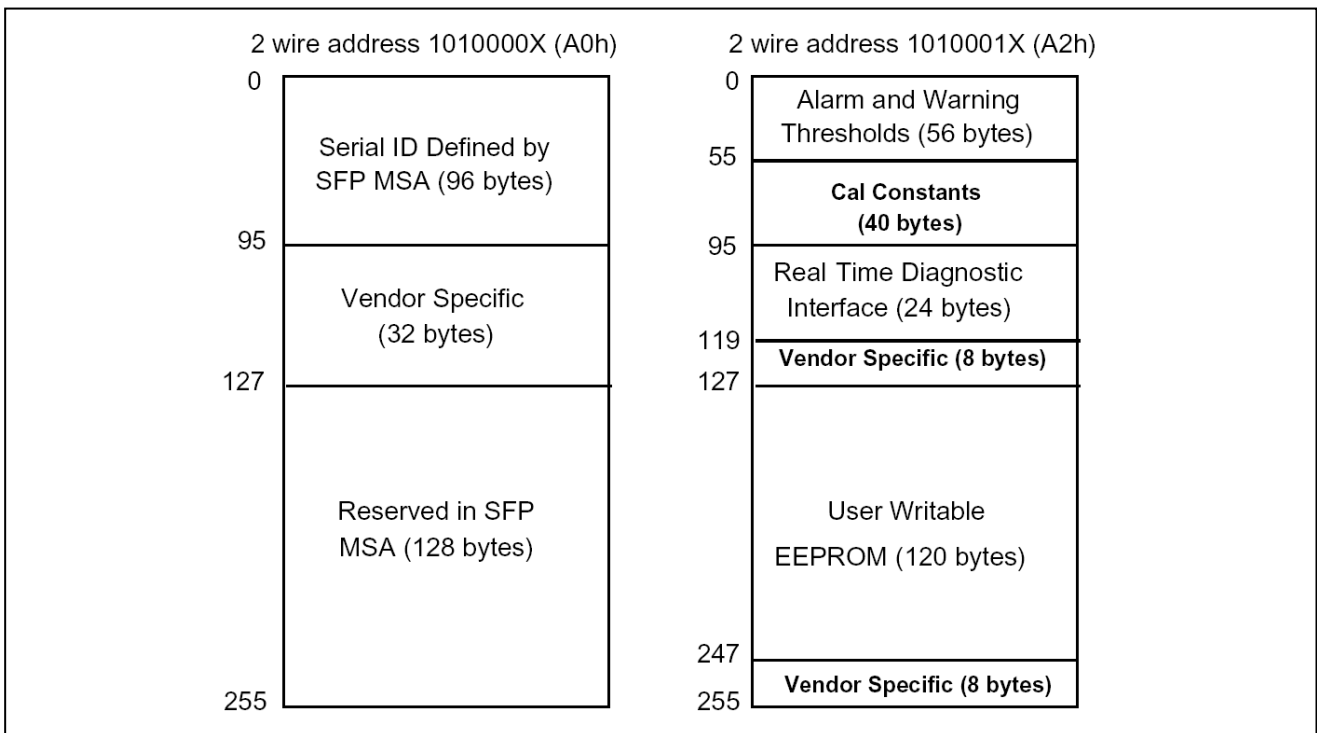 2 wire address 1010000X (A0h)
0
Serial ID Defined by
SFP MSA (96 bytes)
95
Vendor Specific
(32 bytes)
127
Reserved in SFP
MSA (128 bytes)
255
2 wire address 1010001X (A2h)
0
Alarm and Warning
Thresholds (56 bytes)
55
Cal Constants
(40 bytes)
95
Real Time Diagnostic
Interface (24 bytes)
119
Vendor Specific (8 bytes)
127
User Writable
EEPROM (120 bytes)
247
Vendor Specific (8 bytes)
255